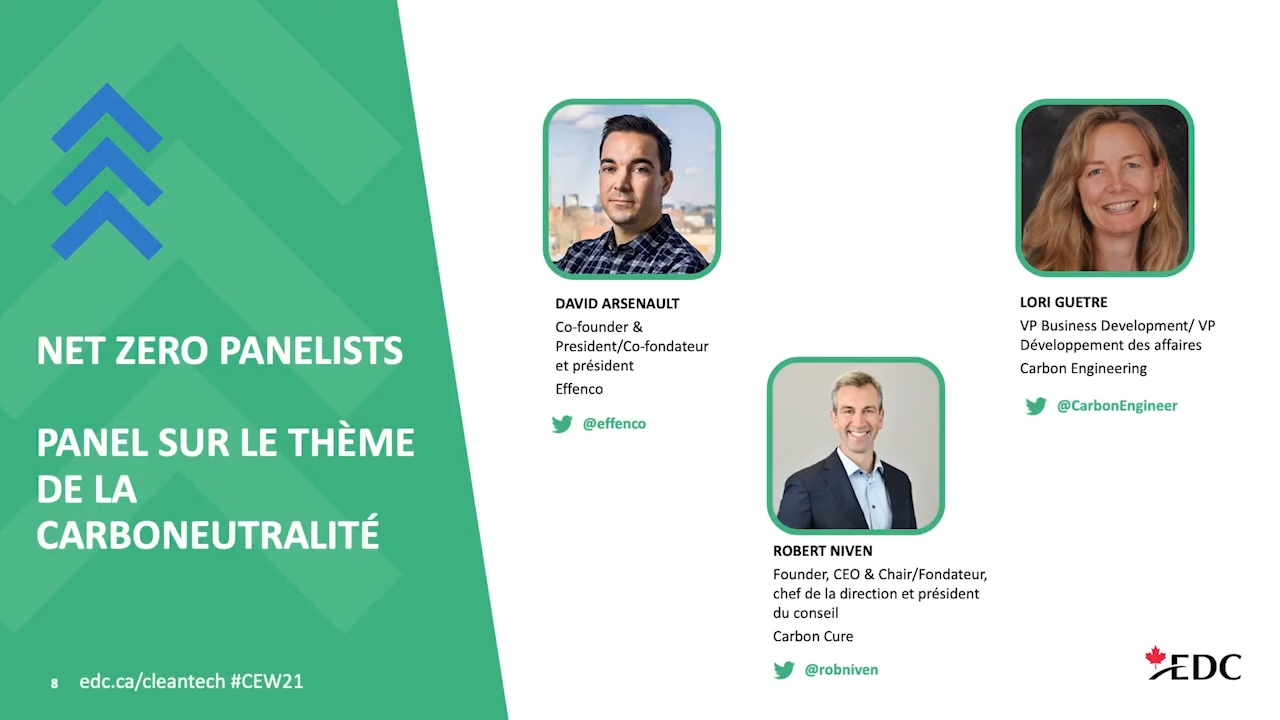 NET ZERO PANELISTS
PANEL SUR LE THÈME
DE LA
CARBONEUTRALITÉ
8 edc.ca/cleantech #CEW21
DAVID ARSENAULT
Co-founder &
President/Co-fondateur
et président
Effenco
@effenco
ROBERT NIVEN
Founder, CEO & Chair/Fondateur,
chef de la direction et président
du conseil
Carbon Cure
@robniven
LORI GUETRE
VP Business Development/ VP
Développement des affaires
Carbon Engineering
@CarbonEngineer
EDC